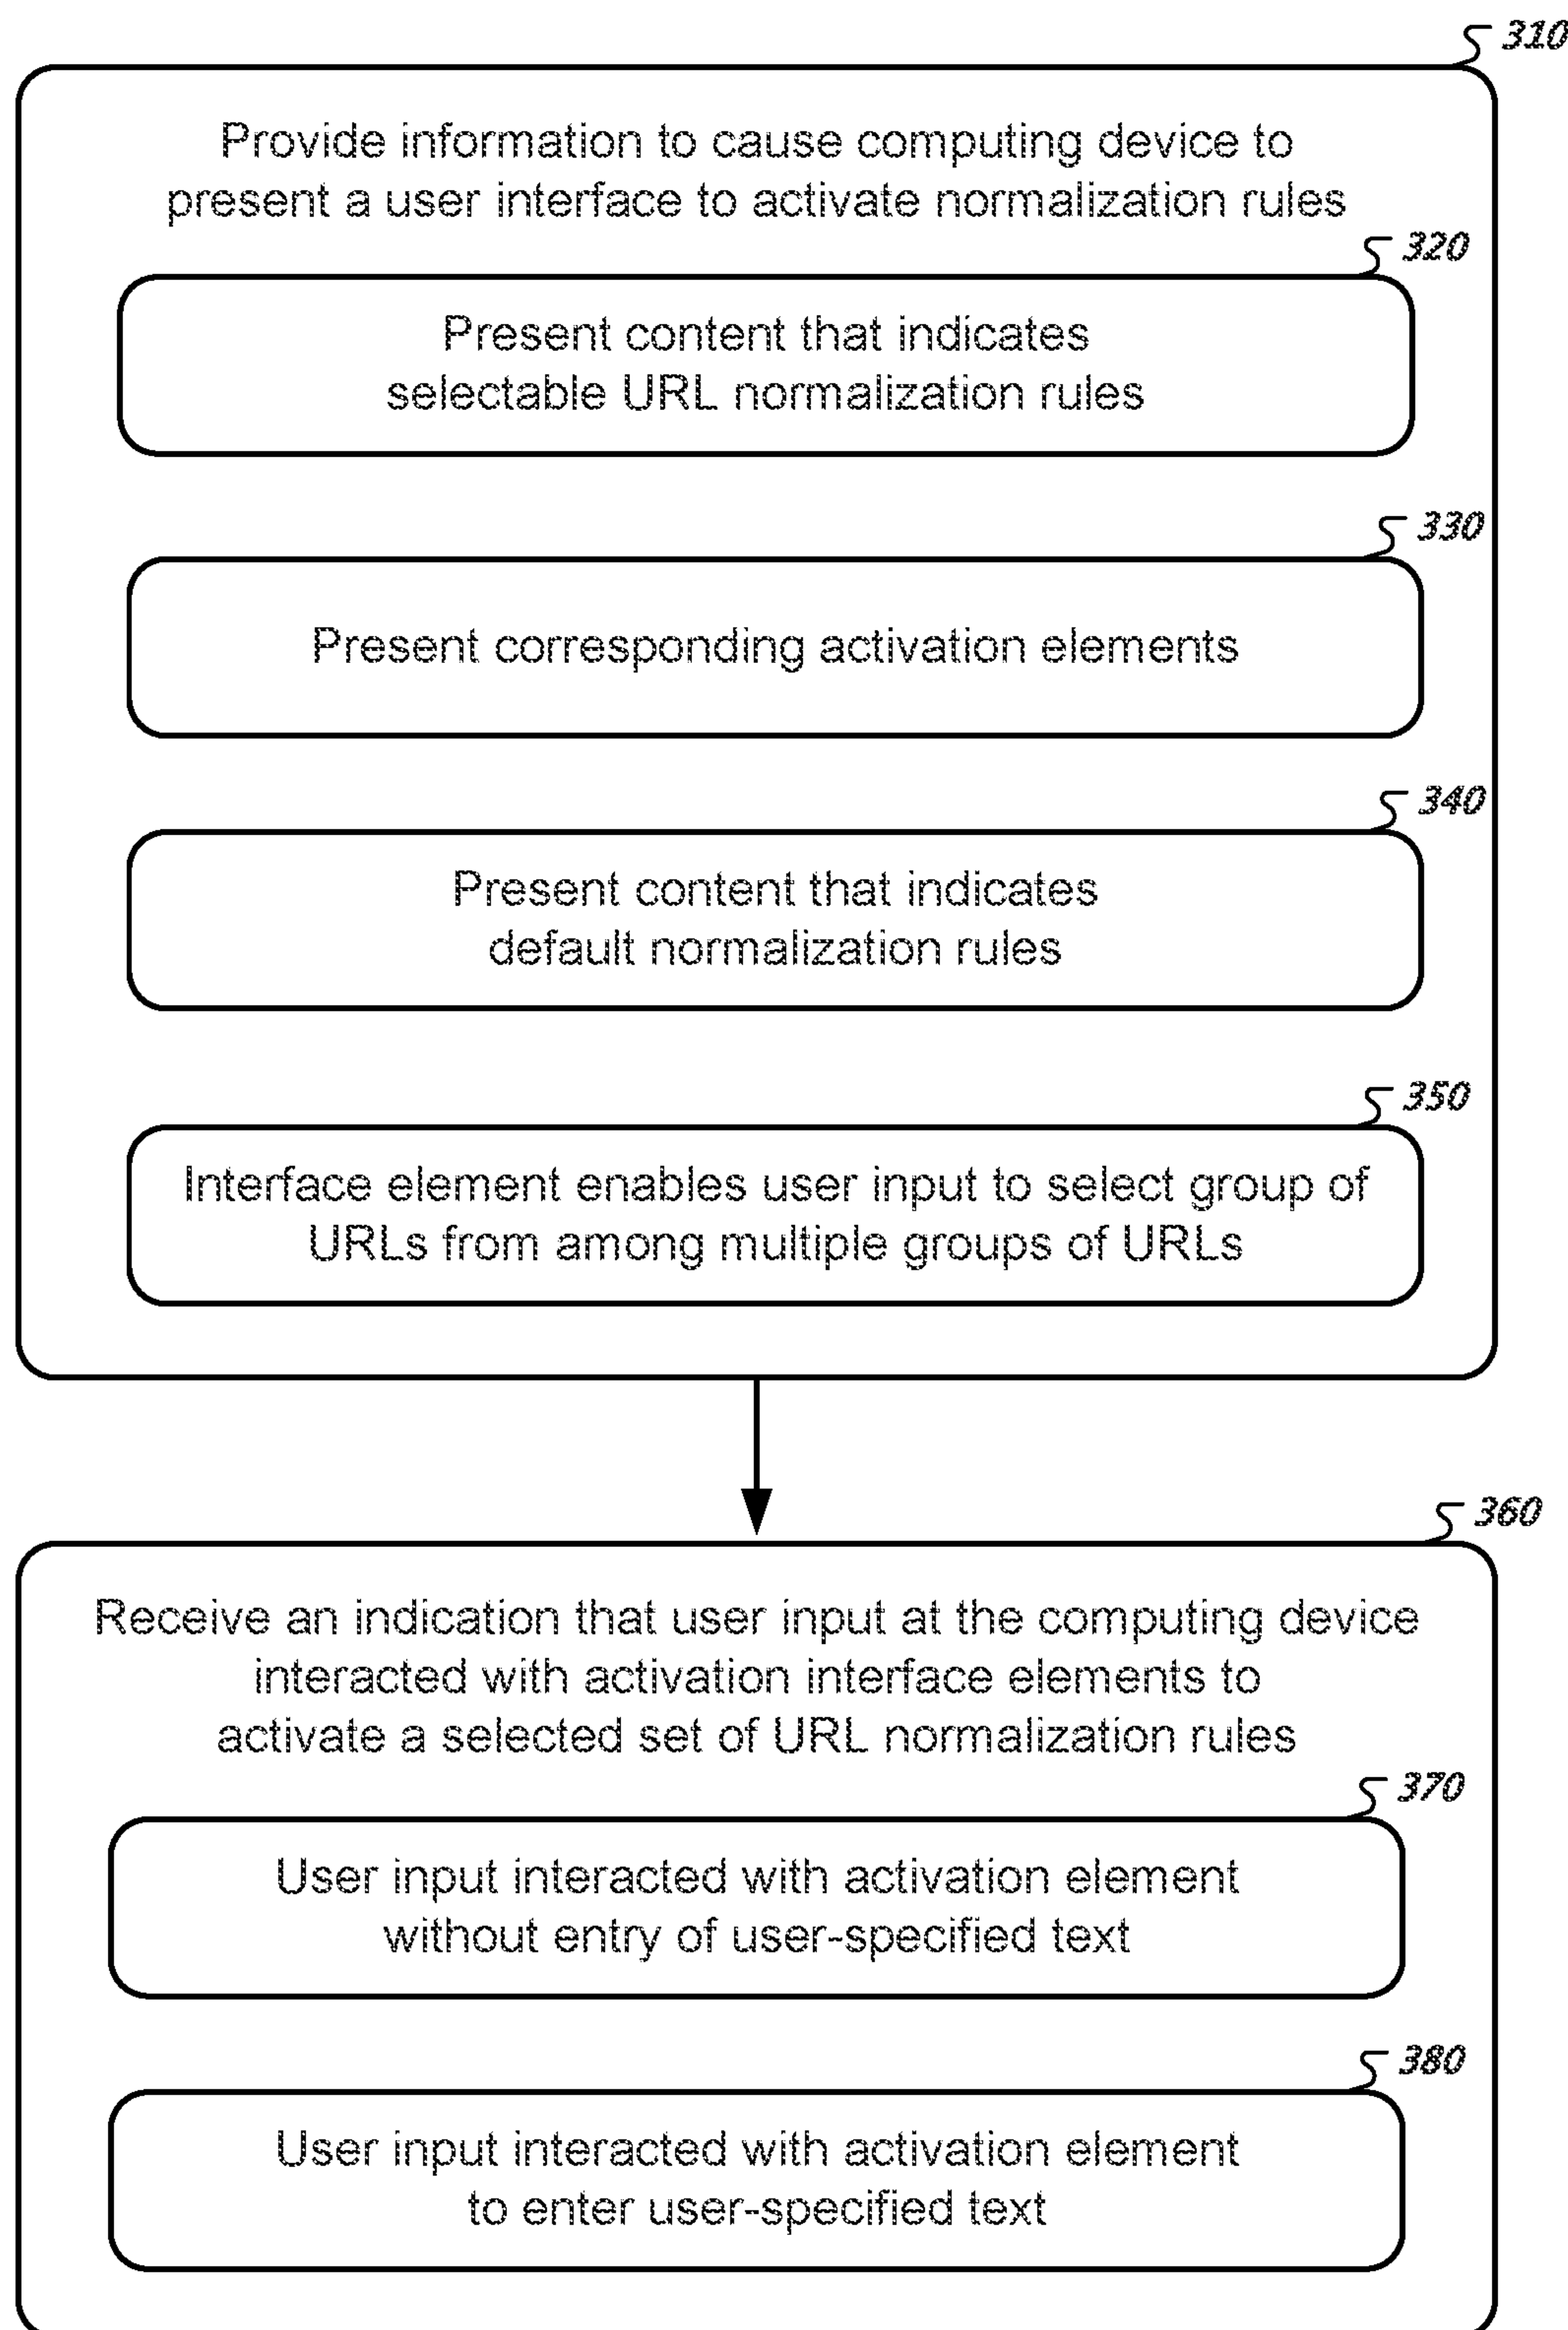 310
Provide information to cause computing device to
present a user interface to activate normalization rules
320
Present content that indicates
selectable URL normalization rules
330
Present corresponding activation elements
340
Present content that indicates
default normalization rules
350
Interface element enables user input to select group of
URLs from among multiple groups of URLs
360
Receive an indication that user input at the computing device
interacted with activation interface elements to
activate a selected set of URL normalization rules
370
User input interacted with activation element
without entry of user-specified text
380
User input interacted with activation element
to enter user-specified text